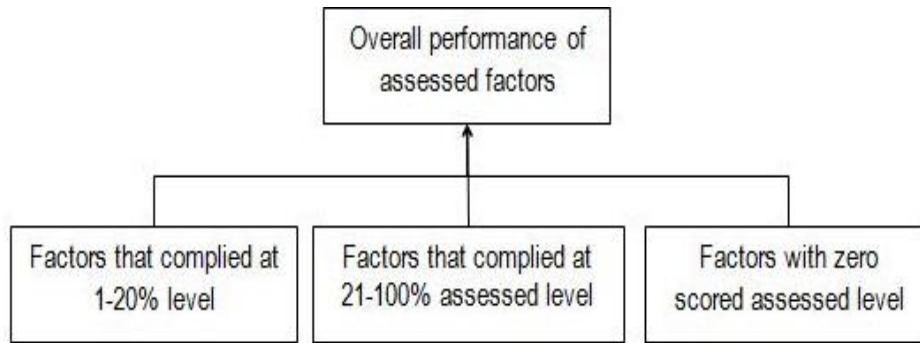 Overall performance of
assessed factors
Factors that complied at
1-20% level
Factors that complied at
21-100% assessed level
Factors with zero
scored assessed level